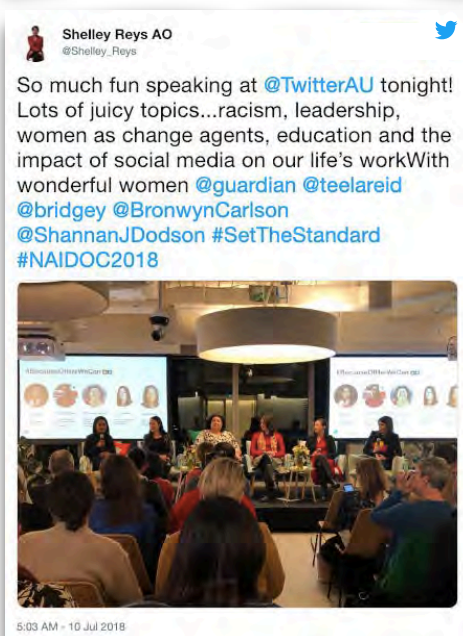 Shelley Reys AO
@Shelley_Reys
So much fun speaking at @TwitterAU tonight!
Lots of juicy topics...racism, leadership,
women as change agents, education and the
impact of social media on our life's workWith
wonderful women @guardian @teelareid
@bridgey @BronwynCarlson
@ShannanJDodson #SetTheStandard
#NAIDOC2018
#BecauseOfHerWeCan
#BecauseOfHerWeCan
5:03 AM - 10 Jul 2018